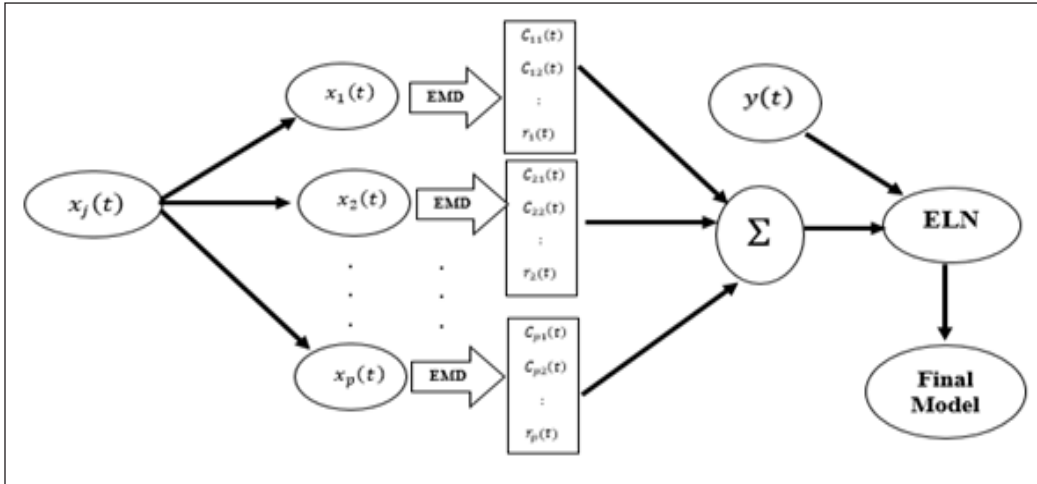 x_j(t)
x_1(t)
EMD
C_11(t)
C_12(t)
:
r_1(t)
x_2(t)
EMD
C_21(t)
C_22(t)
:
r_2(t)
x_p(t)
EMD
C_p1(t)
C_p2(t)
:
r_p(t)
Σ
y(t)
ELN
Final
Model